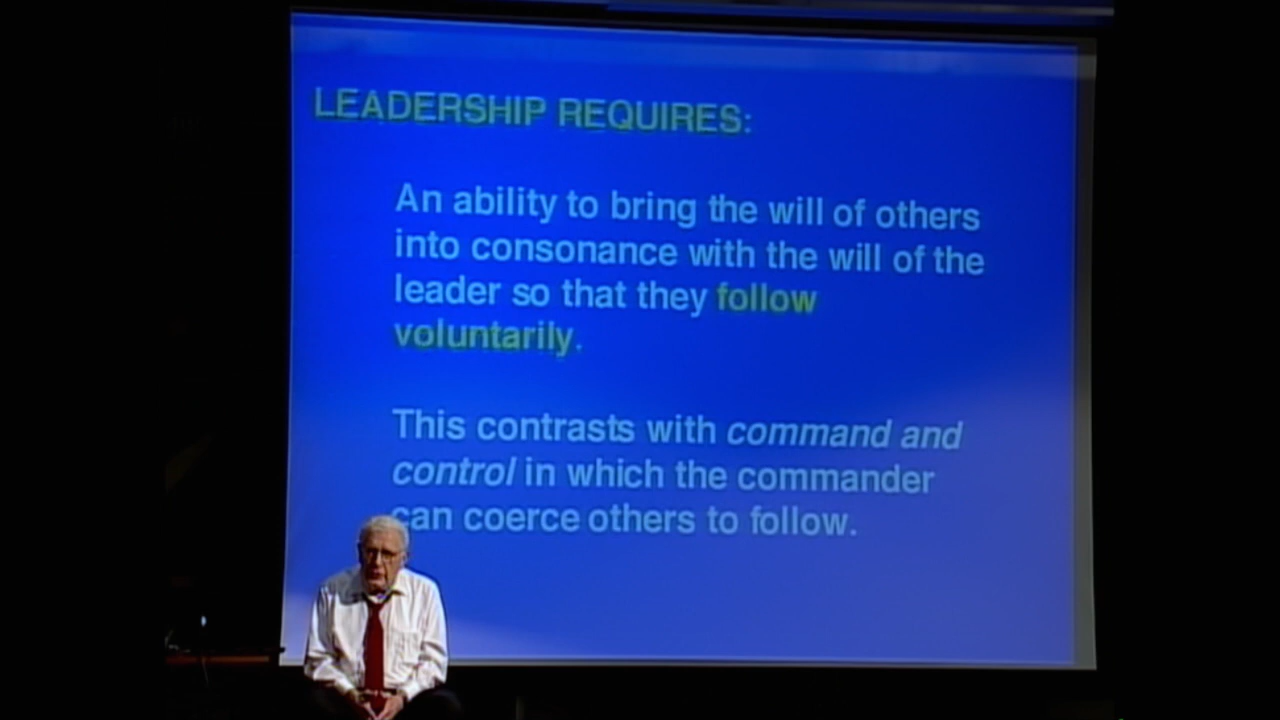 LEADERSHIP REQUIRES:
An ability to bring the will of others
into consonance with the will of the
leader so that they follow
voluntarily.
This contrasts with command and
control in which the commander
can coerce others to follow.